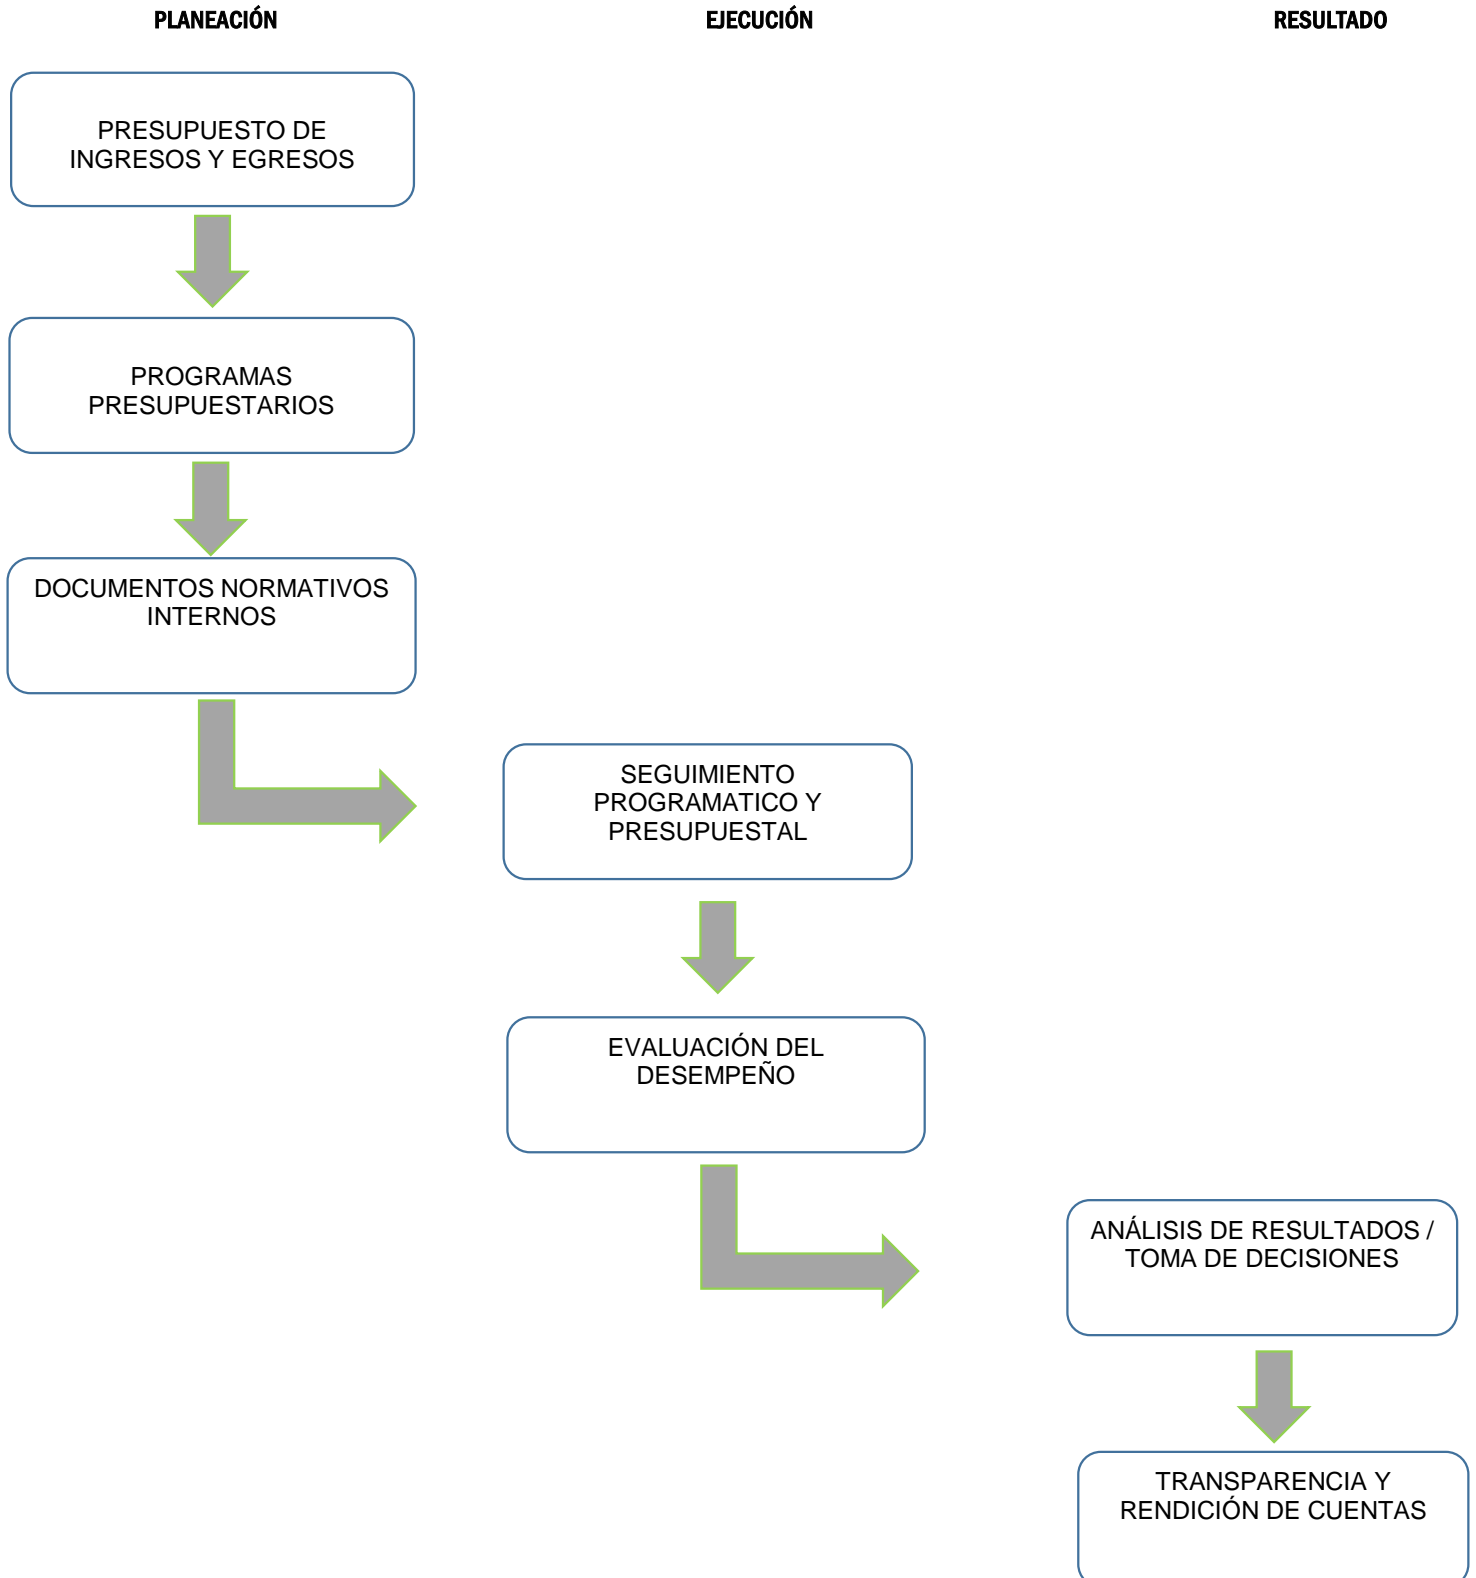 PLANEACIÓN
EJECUCIÓN
RESULTADO
PRESUPUESTO DE
INGRESOS Y EGRESOS
PROGRAMAS
PRESUPUESTARIOS
DOCUMENTOS NORMATIVOS
INTERNOS
SEGUIMIENTO
PROGRAMATICO Y
PRESUPUESTAL
EVALUACIÓN DEL
DESEMPEÑO
ANÁLISIS DE RESULTADOS /
TOMA DE DECISIONES
TRANSPARENCIA Y
RENDICIÓN DE CUENTAS